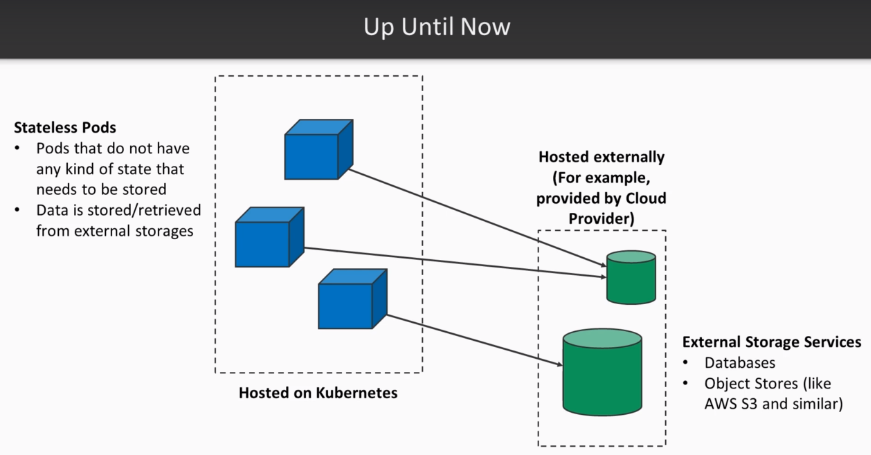 Up Until Now
Stateless Pods
• Pods that do not have
any kind of state that
needs to be stored
• Data is stored/retrieved
from external storages
Hosted on Kubernetes
Hosted externally
(For example,
provided by Cloud
Provider)
External Storage Services
• Databases
• Object Stores (like
AWS S3 and similar)